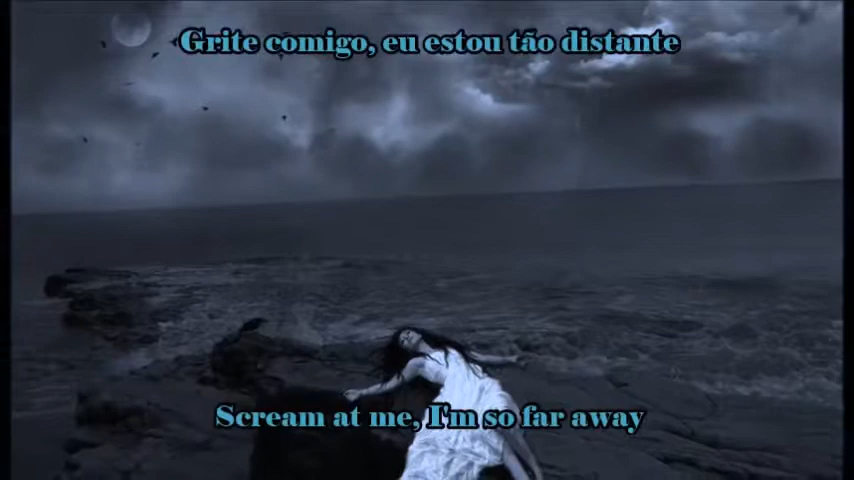 Grite comigo, eu estou tão distante
Scream at me, I'm so far away